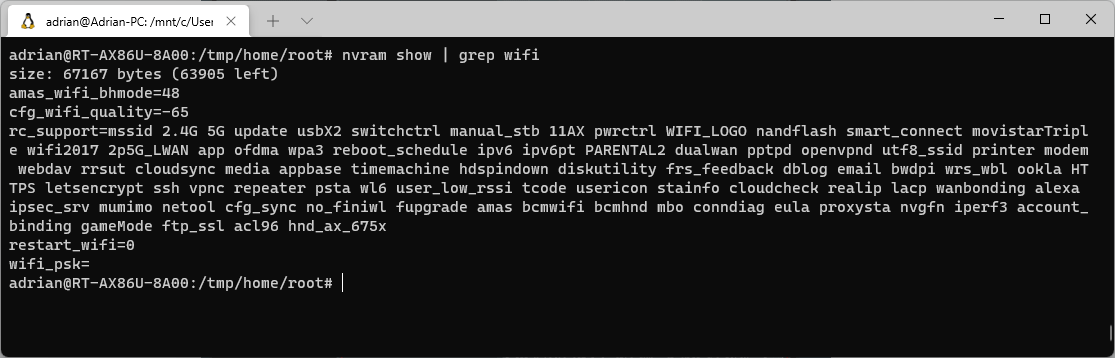 adrian@Adrian-PC: /mnt/c/User
adrian@RT-AX86U-8A00:/tmp/home/root# nvram show | grep wifi
size: 67167 bytes (63905 left)
amas_wifi_bhmode=48
cfg_wifi_quality=-65
rc_support=mssid 2.4G 5G update usbX2 switchctrl manual_stb 11AX pwrctrl WIFI_LOGO nandflash smart_connect movistarTripl
e wifi2017 2p5G_LWAN app ofdma wpa3 reboot_schedule ipv6 ipv6pt PARENTAL2 dualwan pptpd openvpnd utf8_ssid printer modem
 webdav rrsut cloudsync media appbase timemachine hdspindown diskutility frs_feedback dblog email bwdpi wrs_wbl ookla HT
TPS letsencrypt ssh vpnc repeater psta wl6 user_low_rssi tcode usericon stainfo cloudcheck realip lacp wanbonding alexa
ipsec_srv mumimo netool cfg_sync no_finiwl fupgrade amas bcmwifi bcmhnd mbo conndiag eula proxysta nvgfn iperf3 account_
binding gameMode ftp_ssl acl96 hnd_ax_675x
restart_wifi=0
wifi_psk=
adrian@RT-AX86U-8A00:/tmp/home/root#